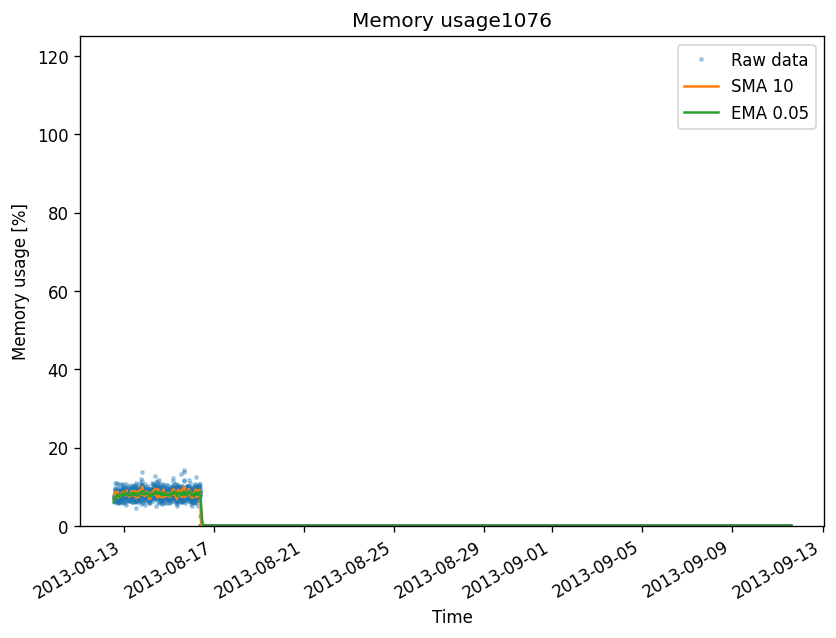 Memory usage1076
120
100
80
60
40
20
0
Memory usage [%]
Raw data
SMA 10
EMA 0.05
2013-08-13
2013-08-17
2013-08-21
2013-08-25
2013-08-29
2013-09-01
2013-09-05
2013-09-09
2013-09-13
Time